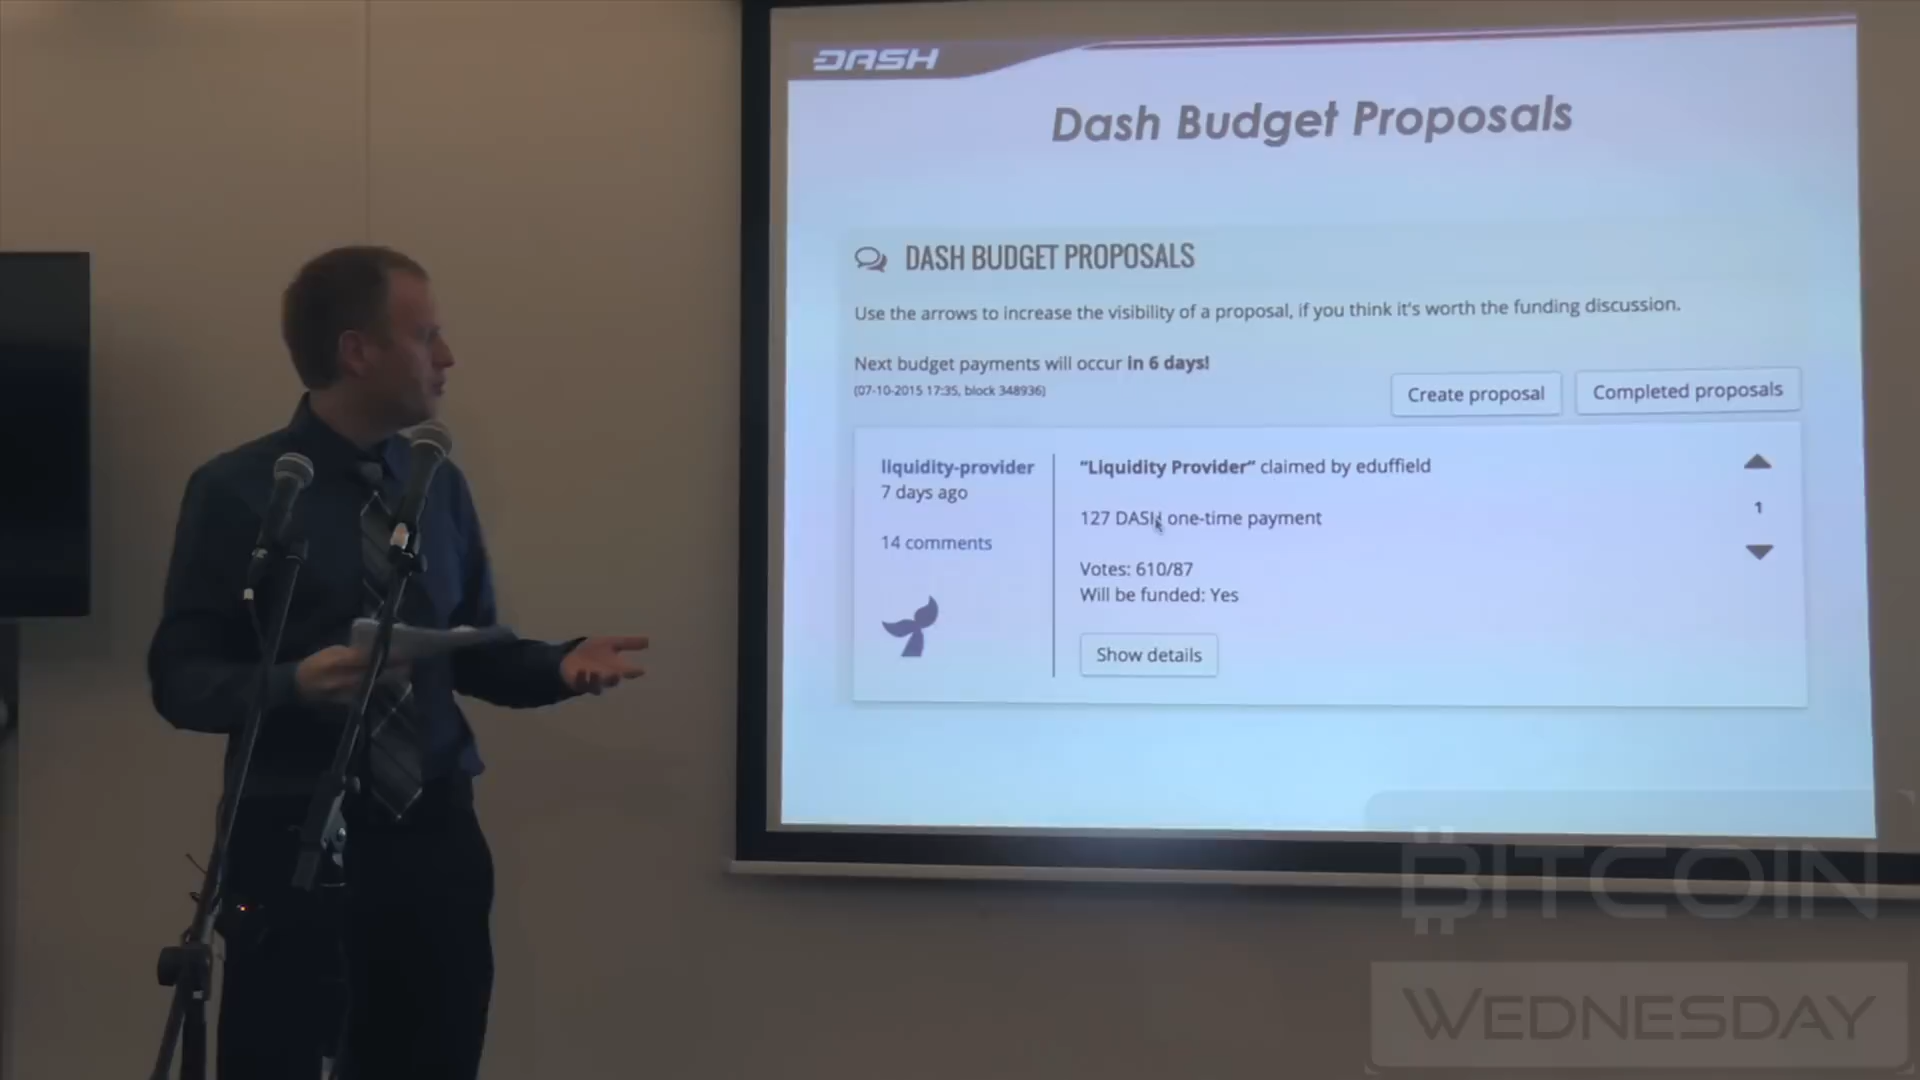 DASH
Dash Budget Proposals
DASH BUDGET PROPOSALS
Use the arrows to increase the visibility of a proposal, if you think it's worth the funding discussion.
Next budget payments will occur in 6 days!
(07-10-2015 17:35, block 348936)
Create proposal
Completed proposals
liquidity-provider
7 days ago
14 comments
"Liquidity Provider" claimed by eduffield
127 DASH one-time payment
Votes: 610/87
Will be funded: Yes
Show details
1
BITCOIN
WEDNESDAY